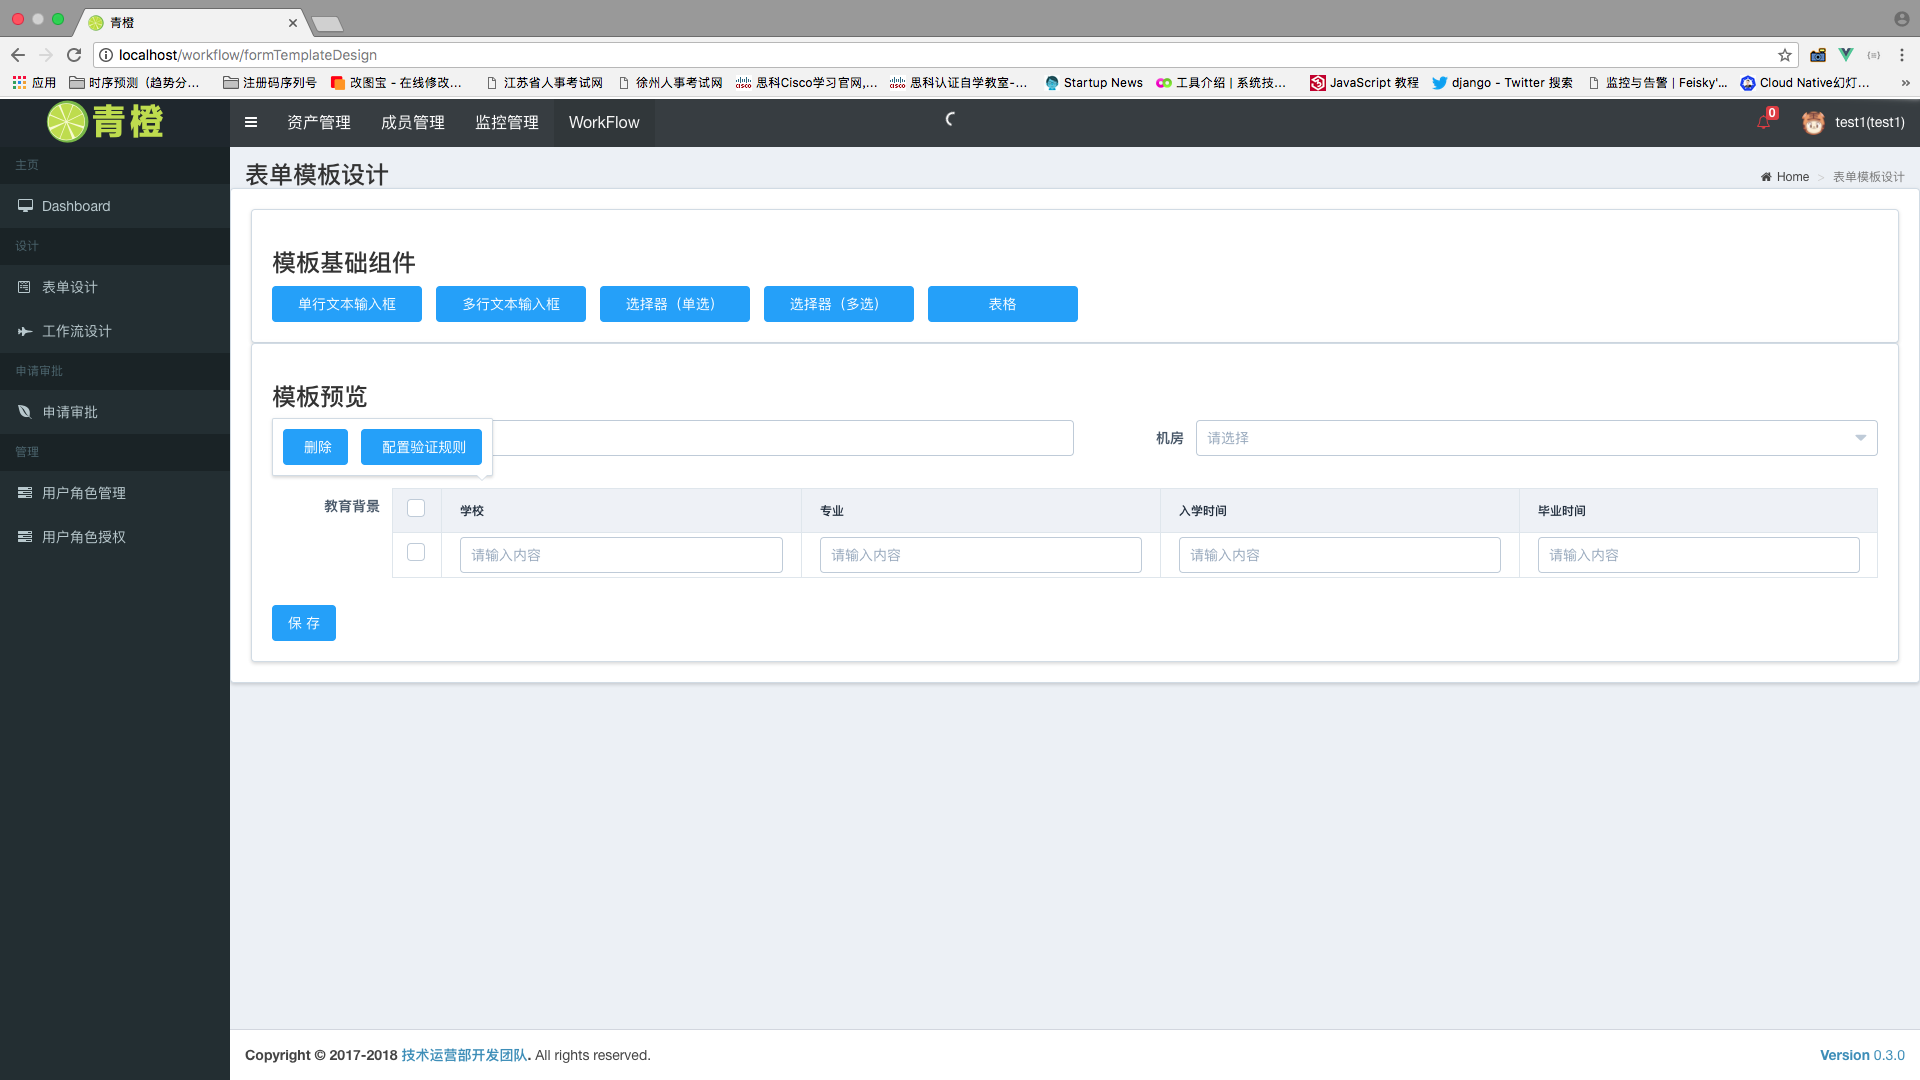 青橙
localhost/workflow/formTemplateDesign
应用 时序预测（趋势分... 注册码序列号 改图宝 - 在线修改... 江苏省人事考试网 徐州人事考试网 思科Cisco学习官网,... 思科认证自学教室-... Startup News 工具介绍 | 系统技... JavaScript 教程 django - Twitter 搜索 监控与告警 | Feisky'... Cloud Native幻灯... »
青橙 资产管理 成员管理 监控管理 WorkFlow 0 test1(test1)
主页
Dashboard
设计
表单设计
工作流设计
申请审批
申请审批
管理
用户角色管理
用户角色授权
表单模板设计
Home > 表单模板设计
模板基础组件
单行文本输入框 多行文本输入框 选择器（单选） 选择器（多选） 表格
模板预览
删除 配置验证规则 机房 请选择
教育背景 学校 专业 入学时间 毕业时间
请输入内容 请输入内容 请输入内容 请输入内容
保 存
Copyright © 2017-2018 技术运营部开发团队. All rights reserved.
Version 0.3.0